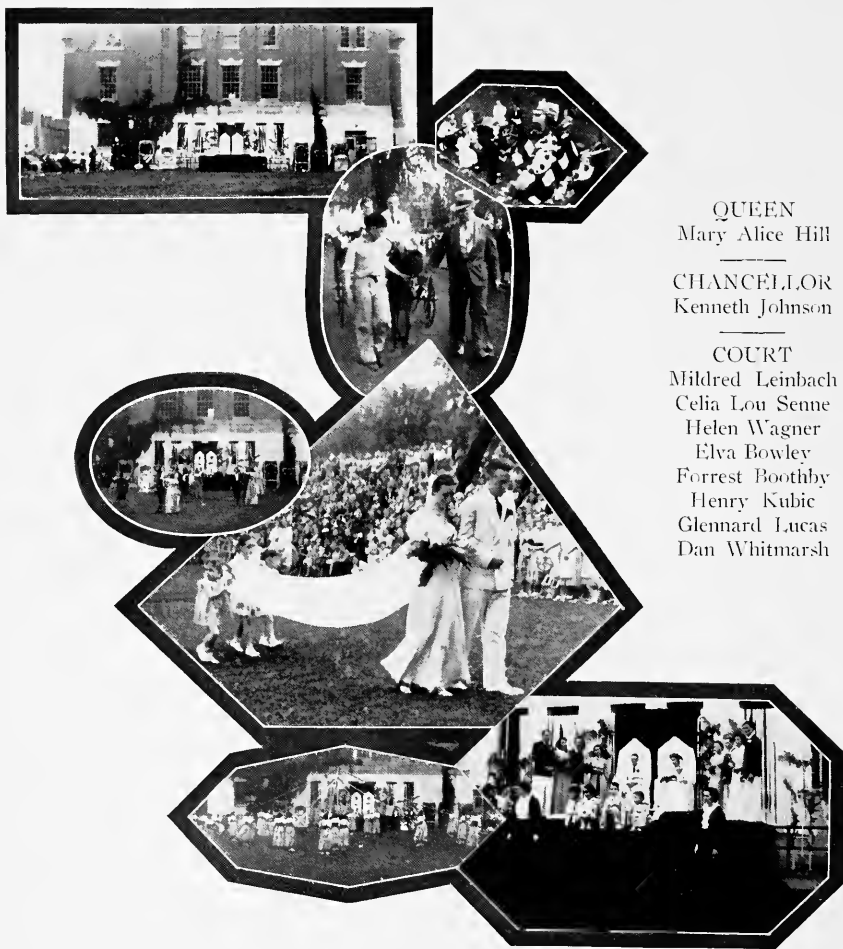 QUEEN
Mary Alice Hill
CHANCELLOR
Kenneth Johnson
COURT
Mildred Leinbach
Celia Lou Senne
Helen Wagner
Elva Bowley
Forrest Boothby
Henry Kubic
Glennard Lucas
Dan Whitmarsh